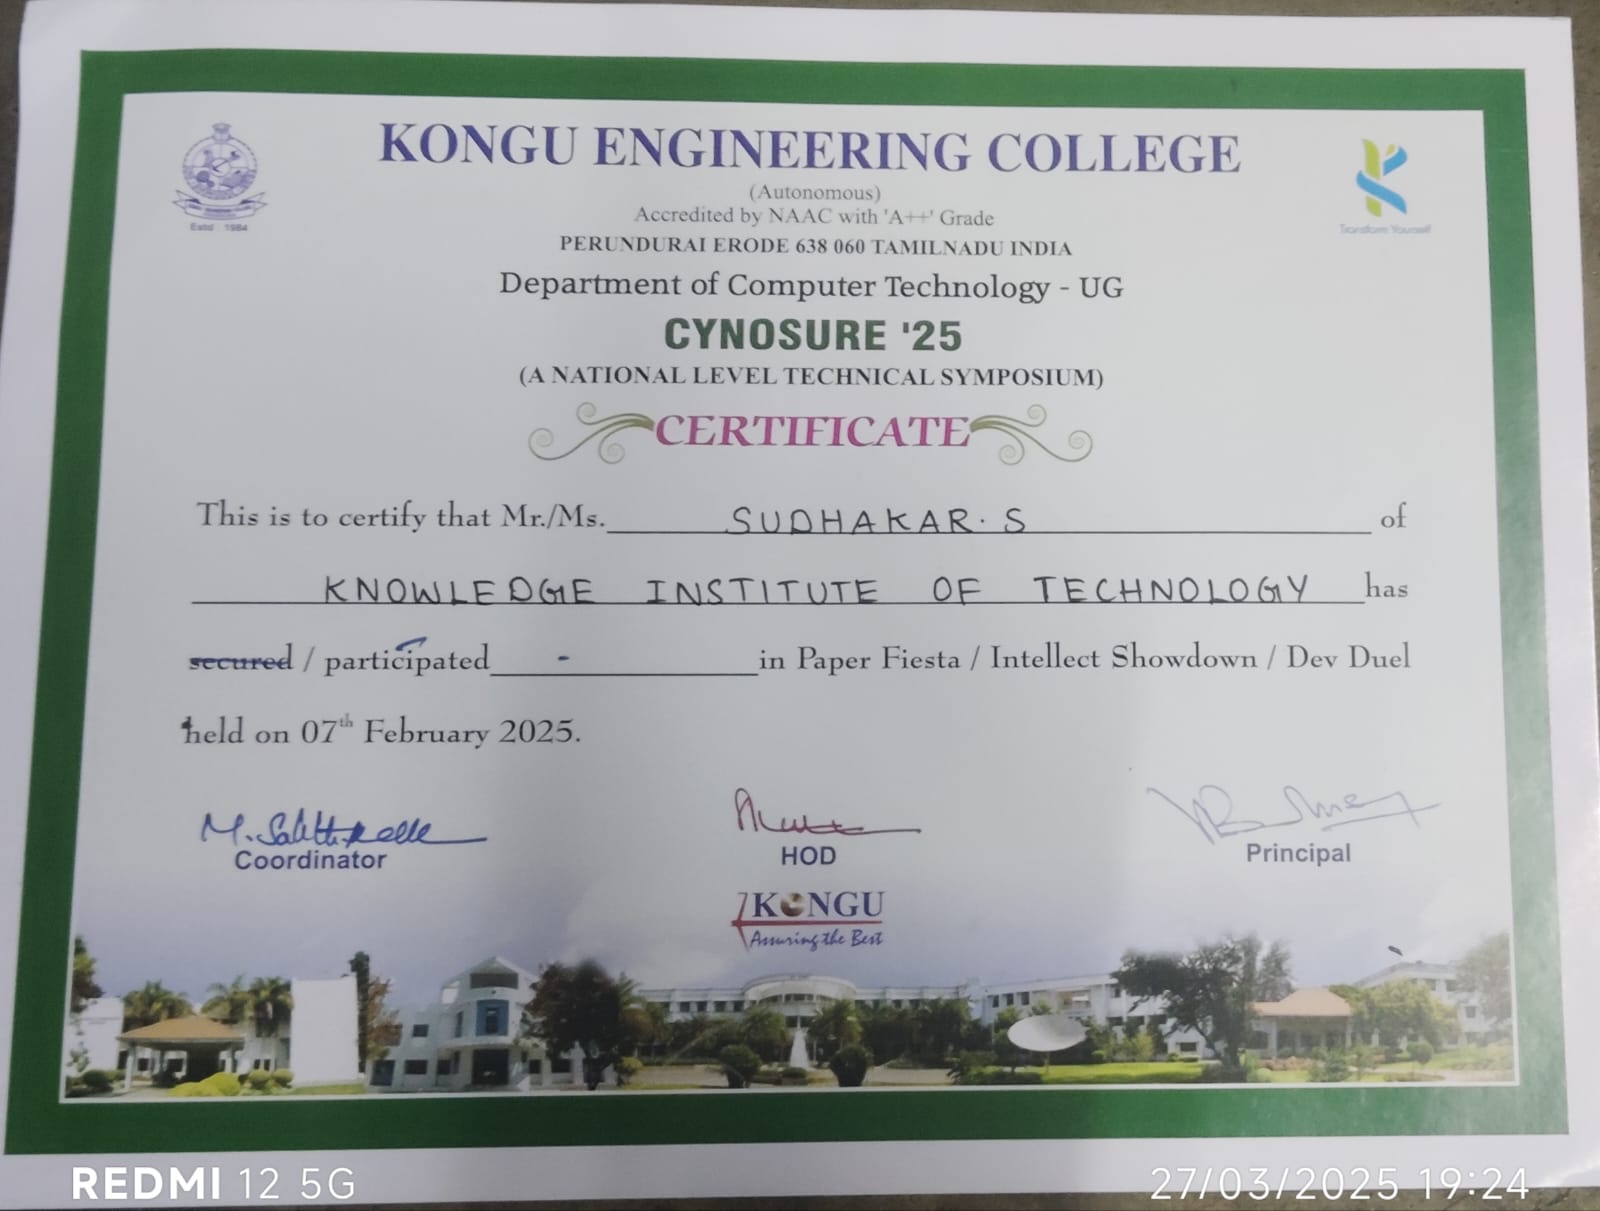 KONGU ENGINEERING COLLEGE
(Autonomous)
Accredited by NAAC with 'A++' Grade
PERUNDURAI ERODE 638 060 TAMILNADU INDIA
Estd : 1984
Transform Yourself
Department of Computer Technology - UG
CYNOSURE '25
(A NATIONAL LEVEL TECHNICAL SYMPOSIUM)
CERTIFICATE
This is to certify that Mr./Ms. SUDHAKAR. S of
KNOWLEDGE INSTITUTE OF TECHNOLOGY has
secured / participated - in Paper Fiesta / Intellect Showdown / Dev Duel
held on 07th February 2025.
Coordinator
HOD
Principal
KONGU
Assuring the Best
REDMI 12 5G
27/03/2025 19:24